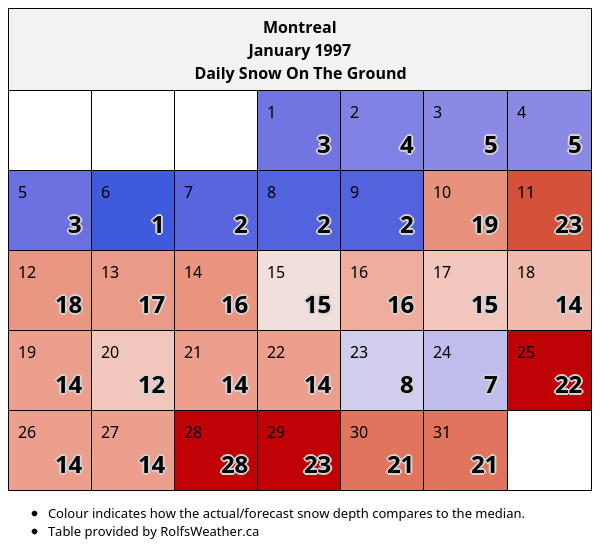 Montreal
January 1997
Daily Snow On The Ground
1 2 3 4
3 4 5 5
5 6 7 8 9 10 11
3 1 2 2 2 19 23
12 13 14 15 16 17 18
18 17 16 15 16 15 14
19 20 21 22 23 24 25
14 12 14 14 8 7 22
26 27 28 29 30 31
14 14 28 23 21 21
Colour indicates how the actual/forecast snow depth compares to the median.
Table provided by RolfsWeather.ca